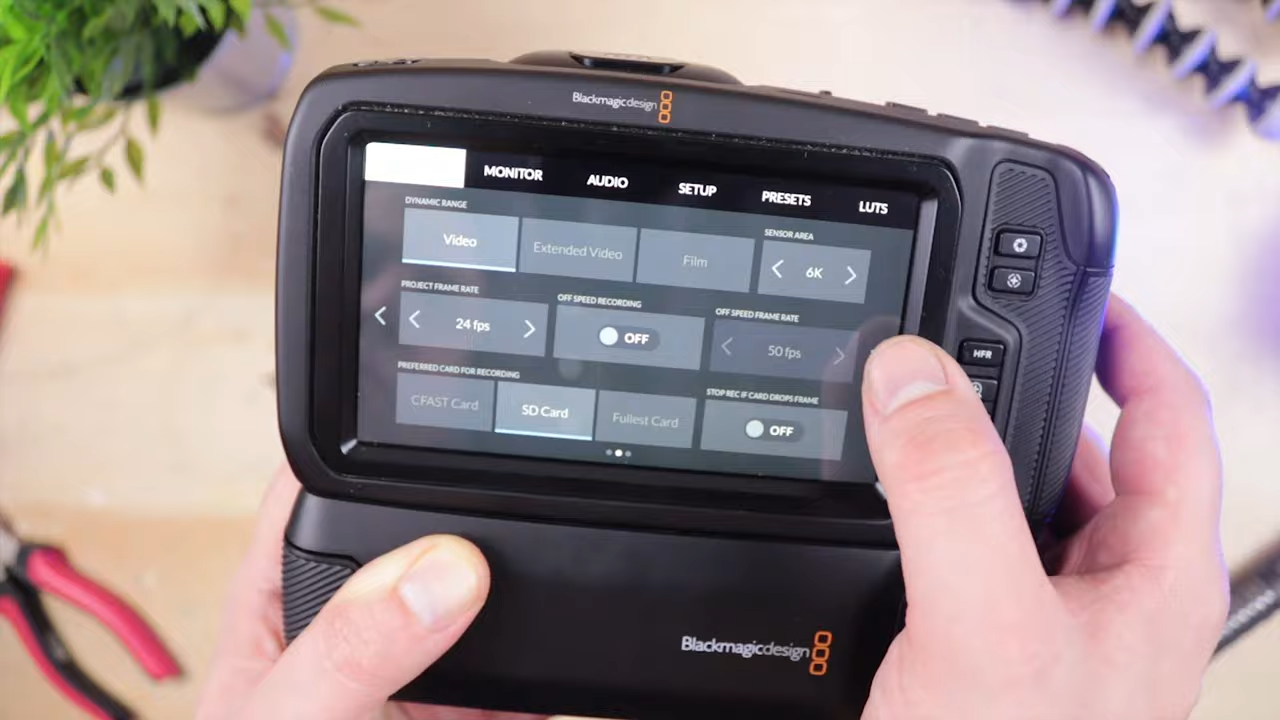 Blackmagicdesign
MONITOR AUDIO SETUP PRESETS LUTS
DYNAMIC RANGE SENSOR AREA
Video Extended Video Film 6K
PROJECT FRAME RATE OFF SPEED RECORDING OFF SPEED FRAME RATE
24 fps OFF 50 fps
PREFERRED CARD FOR RECORDING STOP REC IF CARD DROPS FRAME
CFAST Card SD Card Fullest Card OFF
HFR
Blackmagicdesign